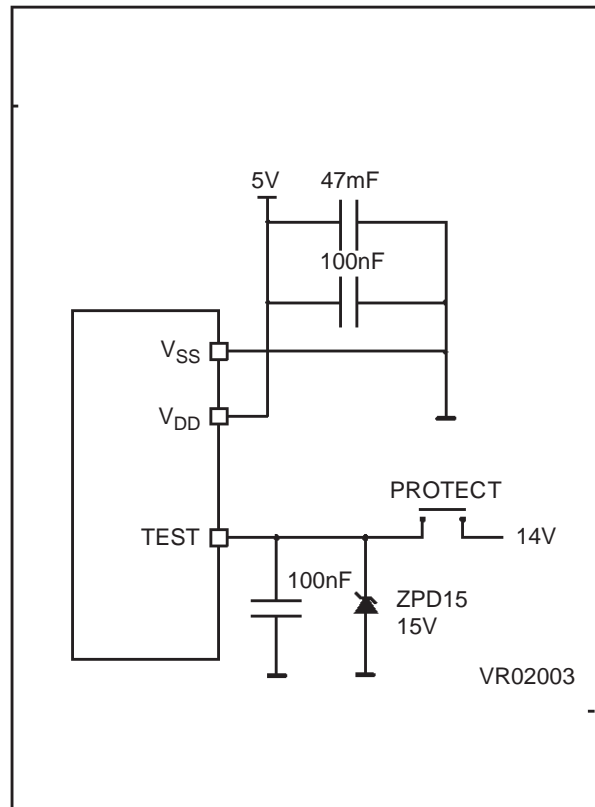 5V 47mF
100nF
VSS
VDD
PROTECT
TEST 14V
100nF ZPD15
15V
VR02003